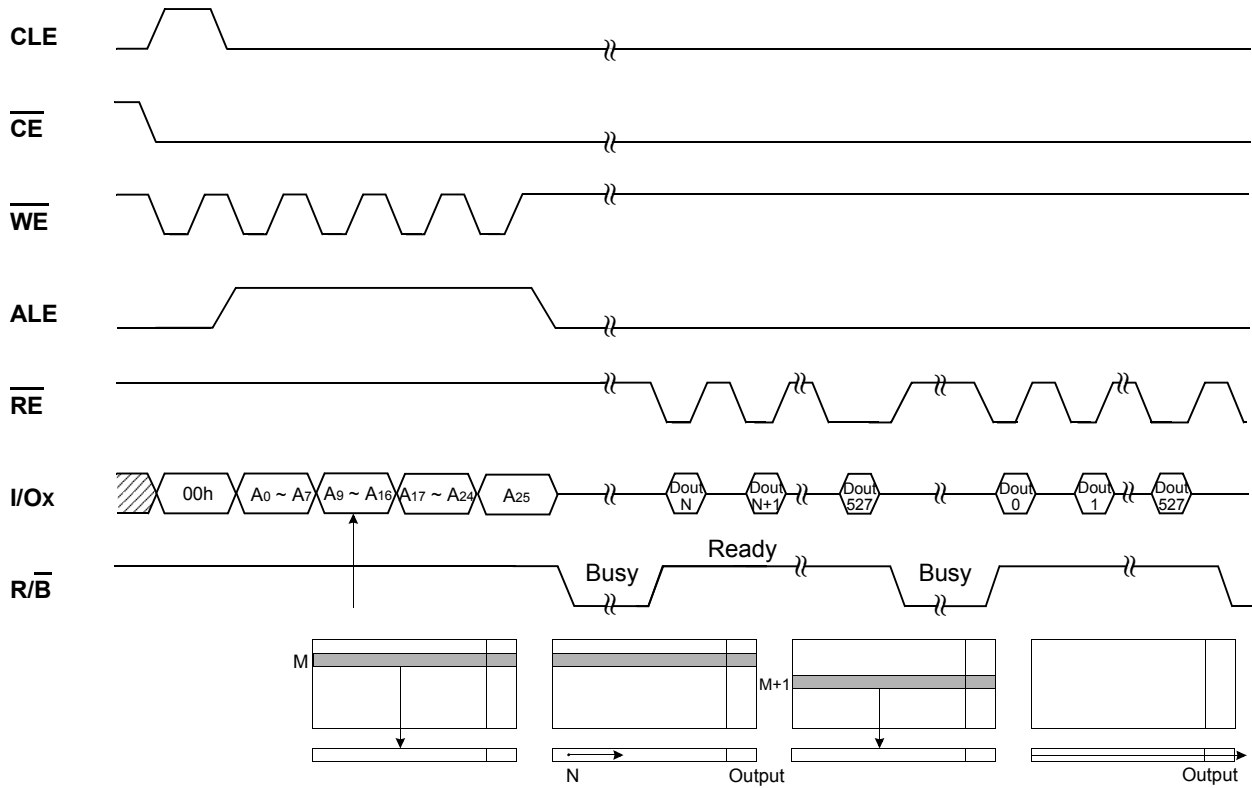 CLE
CE
WE
ALE
RE
I/Ox
00h
A0 ~ A7
A9 ~ A16
A17 ~ A24
A25
Dout
N
Dout
N+1
Dout
527
Dout
0
Dout
1
Dout
527
R/B
Busy
Ready
Busy
M
M+1
N
Output
Output